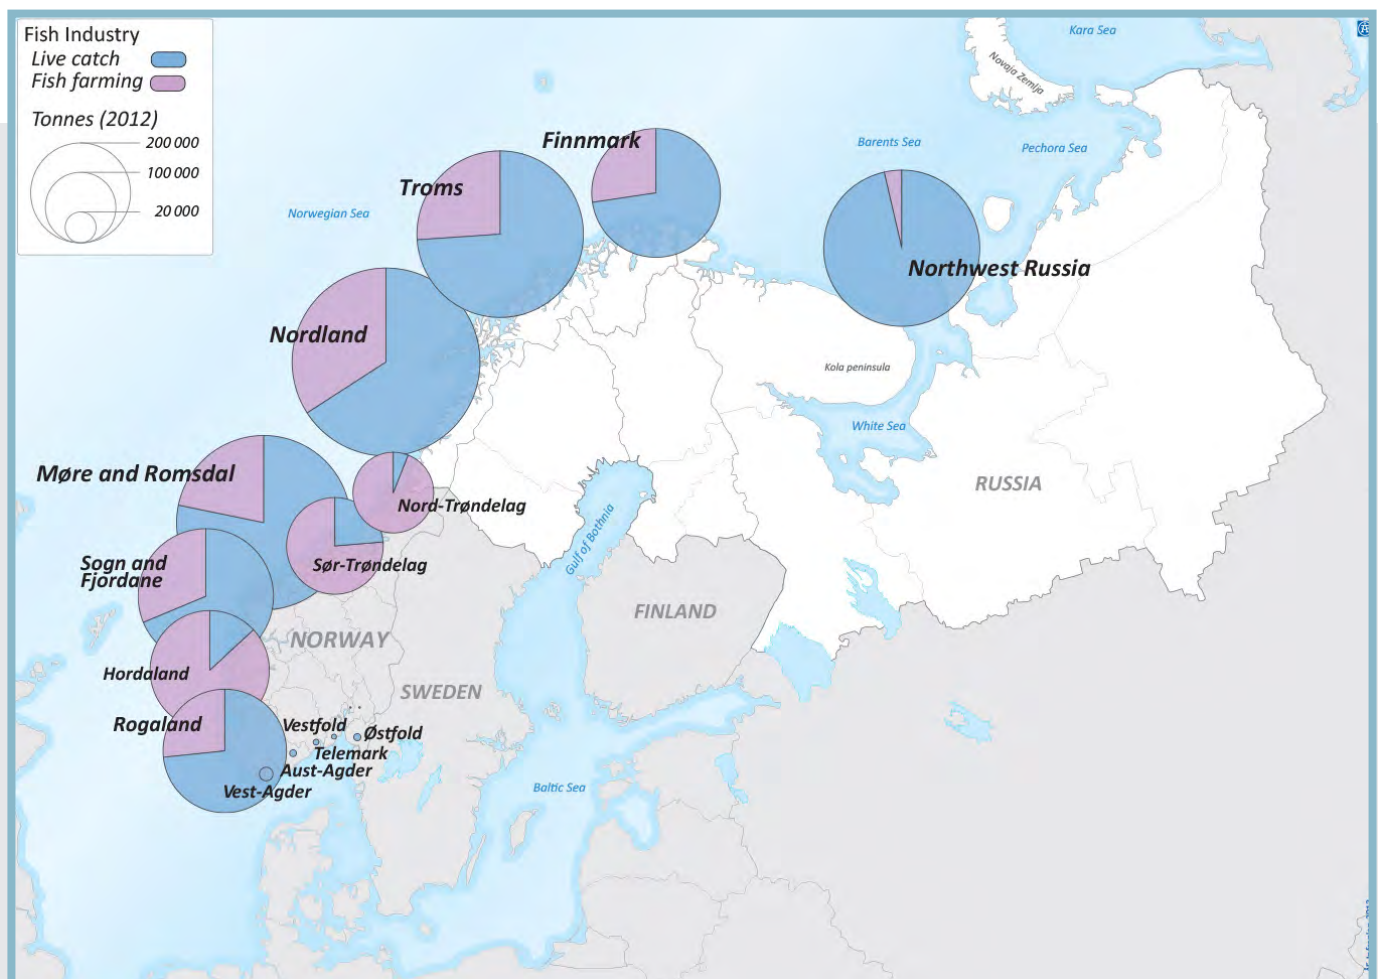 Fish Industry
Live catch
Fish farming
Tonnes (2012)
200 000
100 000
20 000
Kara Sea
Novaja Zemlja
Barents Sea
Pechora Sea
Finnmark
Troms
Norwegian Sea
Northwest Russia
Nordland
Kola peninsula
White Sea
Møre and Romsdal
RUSSIA
Nord-Trøndelag
Gulf of Bothnia
Sør-Trøndelag
Sogn and
Fjordane
FINLAND
NORWAY
Hordaland
SWEDEN
Rogaland
Vestfold
Østfold
Telemark
Aust-Agder
Vest-Agder
Baltic Sea